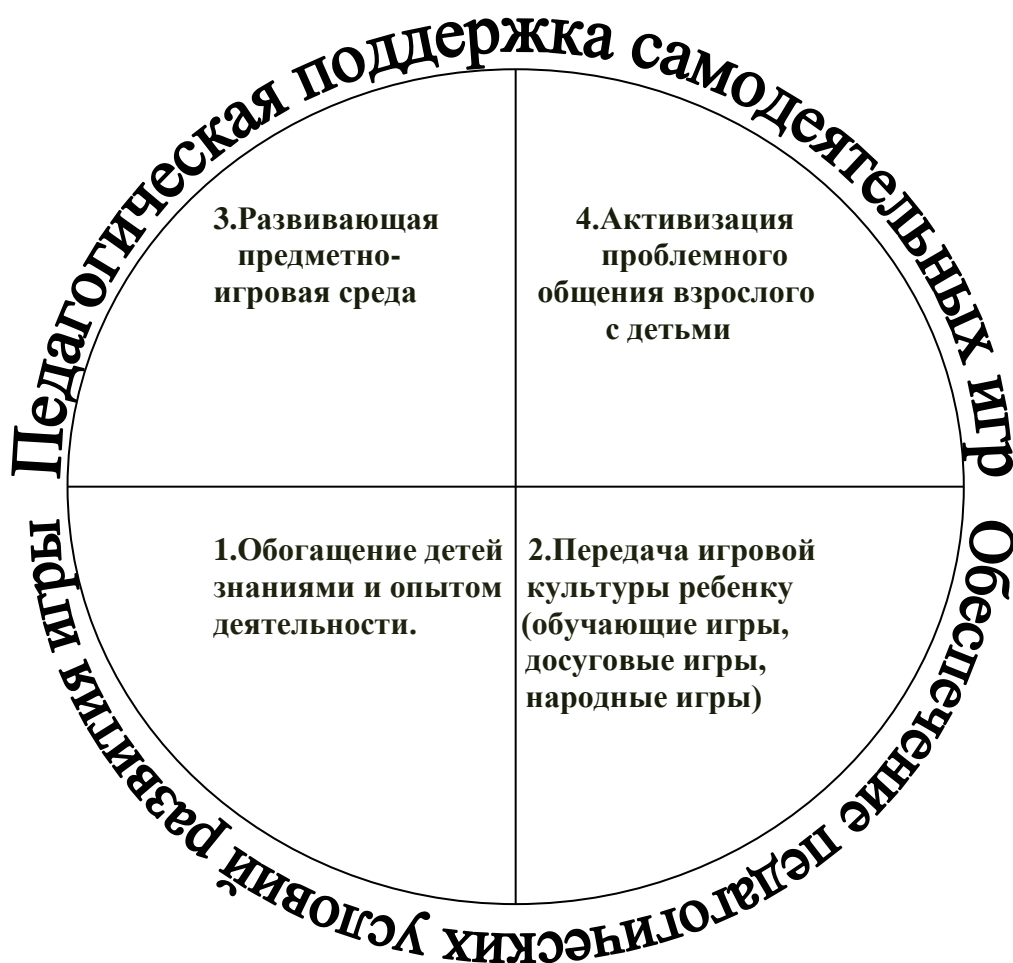 Педагогическая поддержка самодеятельных игр
3.Развивающая
предметно-
игровая среда
4.Активизация
проблемного
общения взрослого
с детьми
1.Обогащение детей
знаниями и опытом
деятельности.
2.Передача игровой
культуры ребенку
(обучающие игры,
досуговые игры,
народные игры)
Обеспечение педагогических условий развития игры